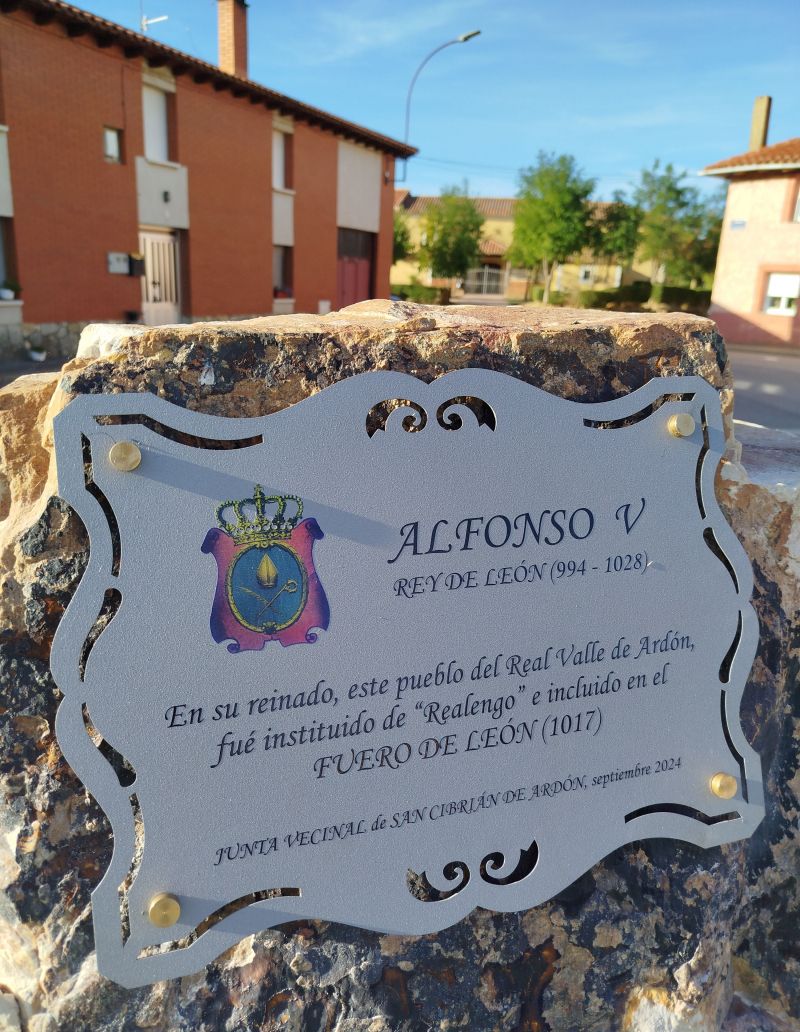 ALFONSO V
REY DE LEÓN (994 - 1028)
En su reinado, este pueblo del Real Valle de Ardón,
fué instituido de “Realengo” e incluido en el
FUERO DE LEÓN (1017)
JUNTA VECINAL de SAN CIBRIÁN DE ARDÓN, septiembre 2024